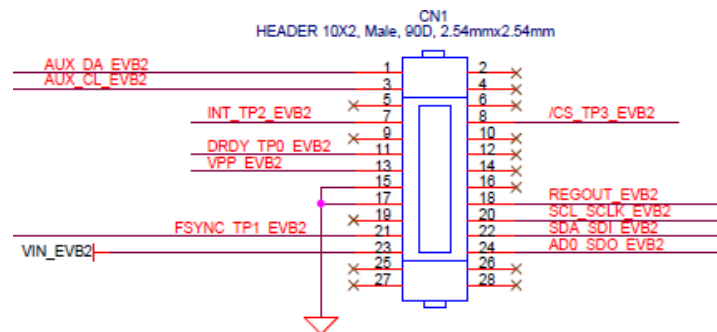 CN1
HEADER 10X2, Male, 90D, 2.54mmx2.54mm
AUX_DA_EVB2 1 2
AUX_CL_EVB2 3 4
5 6
INT_TP2_EVB2 7 8 /CS_TP3_EVB2
9 10
DRDY_TP0_EVB2 11 12
VPP_EVB2 13 14
15 16
17 18 REGOUT_EVB2
19 20 SCL_SCLK_EVB2
FSYNC_TP1_EVB2 21 22 SDA_SDI_EVB2
VIN_EVB2 23 24 AD0_SDO_EVB2
25 26
27 28